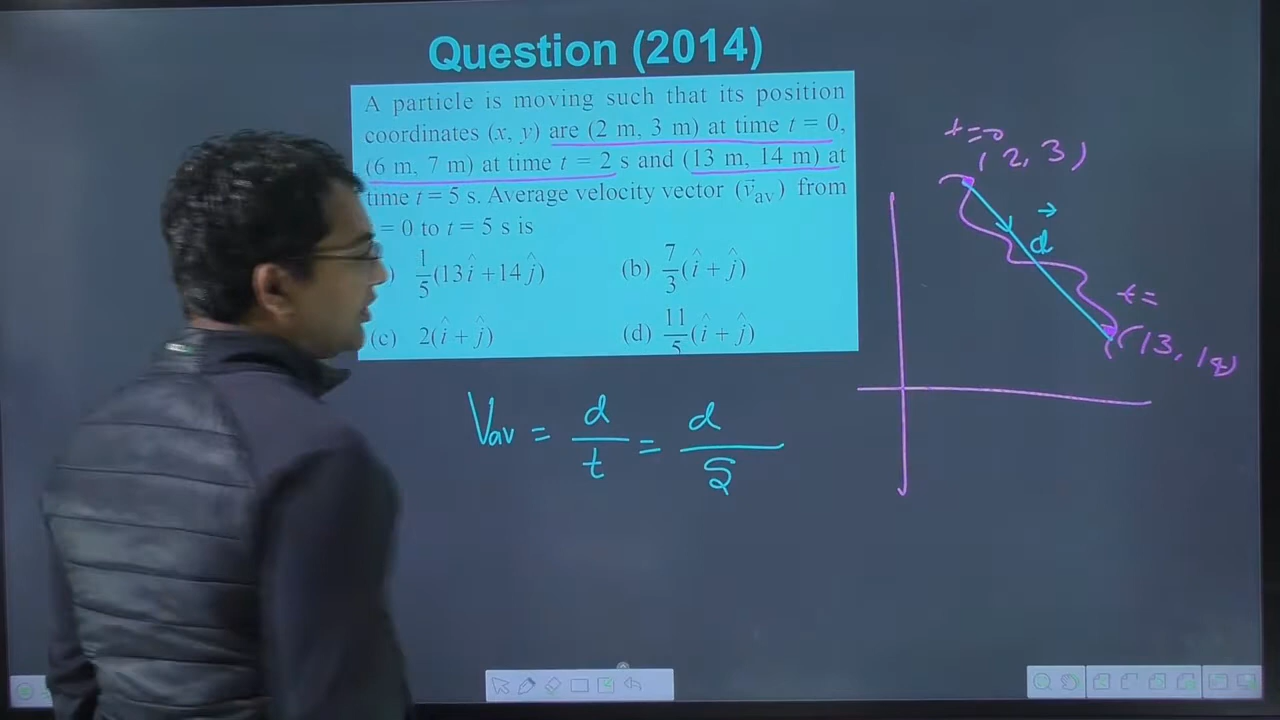 Question (2014)
A particle is moving such that its position
coordinates (x, y) are (2 m, 3 m) at time t = 0,
(6 m, 7 m) at time t = 2 s and (13 m, 14 m) at
time t = 5 s. Average velocity vector (v⃗av) from
= 0 to t = 5 s is
) 1/5(13î + 14ĵ) (b) 7/3(î + ĵ)
(c) 2(î + ĵ) (d) 11/5(î + ĵ)
t=0
(2, 3)
d⃗
t=
(13, 14)
Vav = d/t = d/5